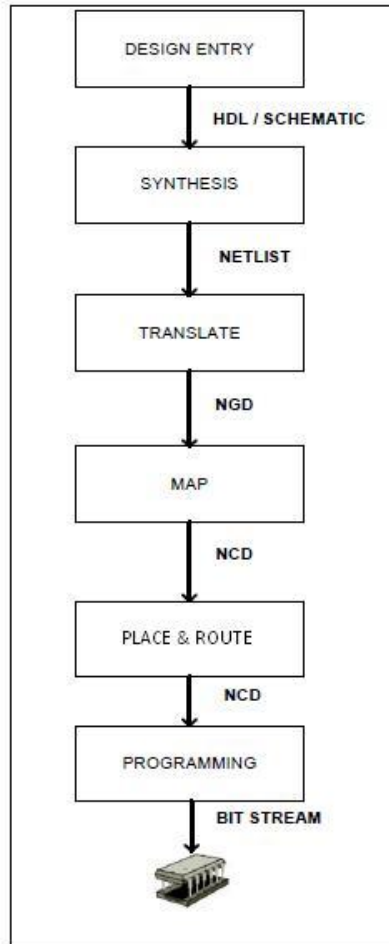 DESIGN ENTRY
HDL / SCHEMATIC
SYNTHESIS
NETLIST
TRANSLATE
NGD
MAP
NCD
PLACE & ROUTE
NCD
PROGRAMMING
BIT STREAM